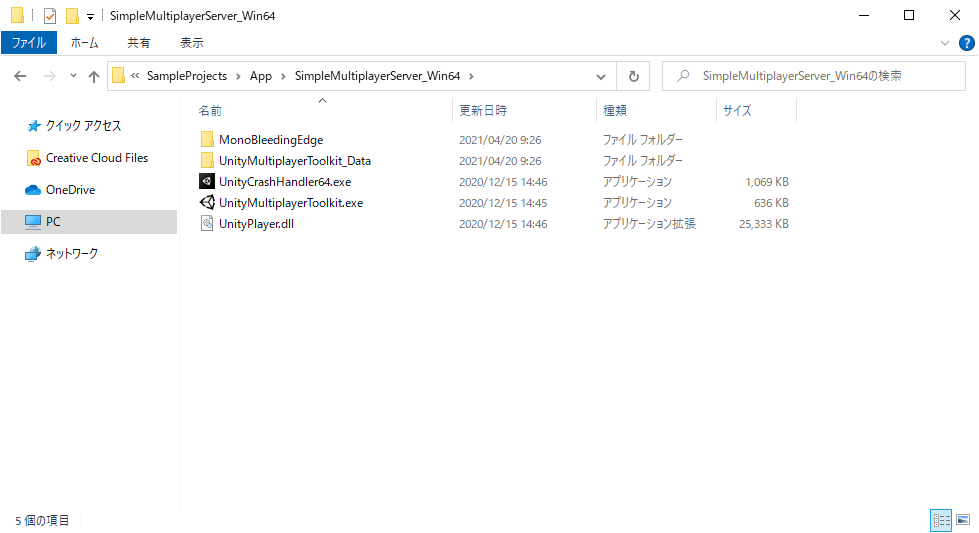 SimpleMultiplayerServer_Win64
ファイル ホーム 共有 表示 ?
« SampleProjects › App › SimpleMultiplayerServer_Win64 › SimpleMultiplayerServer_Win64の検索
名前 更新日時 種類 サイズ
クイック アクセス
Creative Cloud Files
OneDrive
PC
ネットワーク
MonoBleedingEdge 2021/04/20 9:26 ファイル フォルダー
UnityMultiplayerToolkit_Data 2021/04/20 9:26 ファイル フォルダー
UnityCrashHandler64.exe 2020/12/15 14:46 アプリケーション 1,069 KB
UnityMultiplayerToolkit.exe 2020/12/15 14:45 アプリケーション 636 KB
UnityPlayer.dll 2020/12/15 14:46 アプリケーション拡張 25,333 KB
5 個の項目